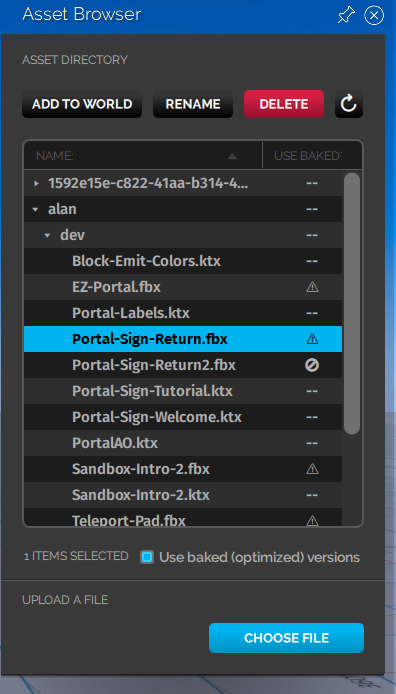 Asset Browser
ASSET DIRECTORY
ADD TO WORLD RENAME DELETE
NAME: USE BAKED?
1592e15e-c822-41aa-b314-4... --
alan --
dev --
Block-Emit-Colors.ktx --
EZ-Portal.fbx
Portal-Labels.ktx --
Portal-Sign-Return.fbx
Portal-Sign-Return2.fbx
Portal-Sign-Tutorial.ktx --
Portal-Sign-Welcome.ktx --
PortalAO.ktx --
Sandbox-Intro-2.fbx
Sandbox-Intro-2.ktx --
Teleport-Pad.fbx
1 ITEMS SELECTED Use baked (optimized) versions
UPLOAD A FILE
CHOOSE FILE